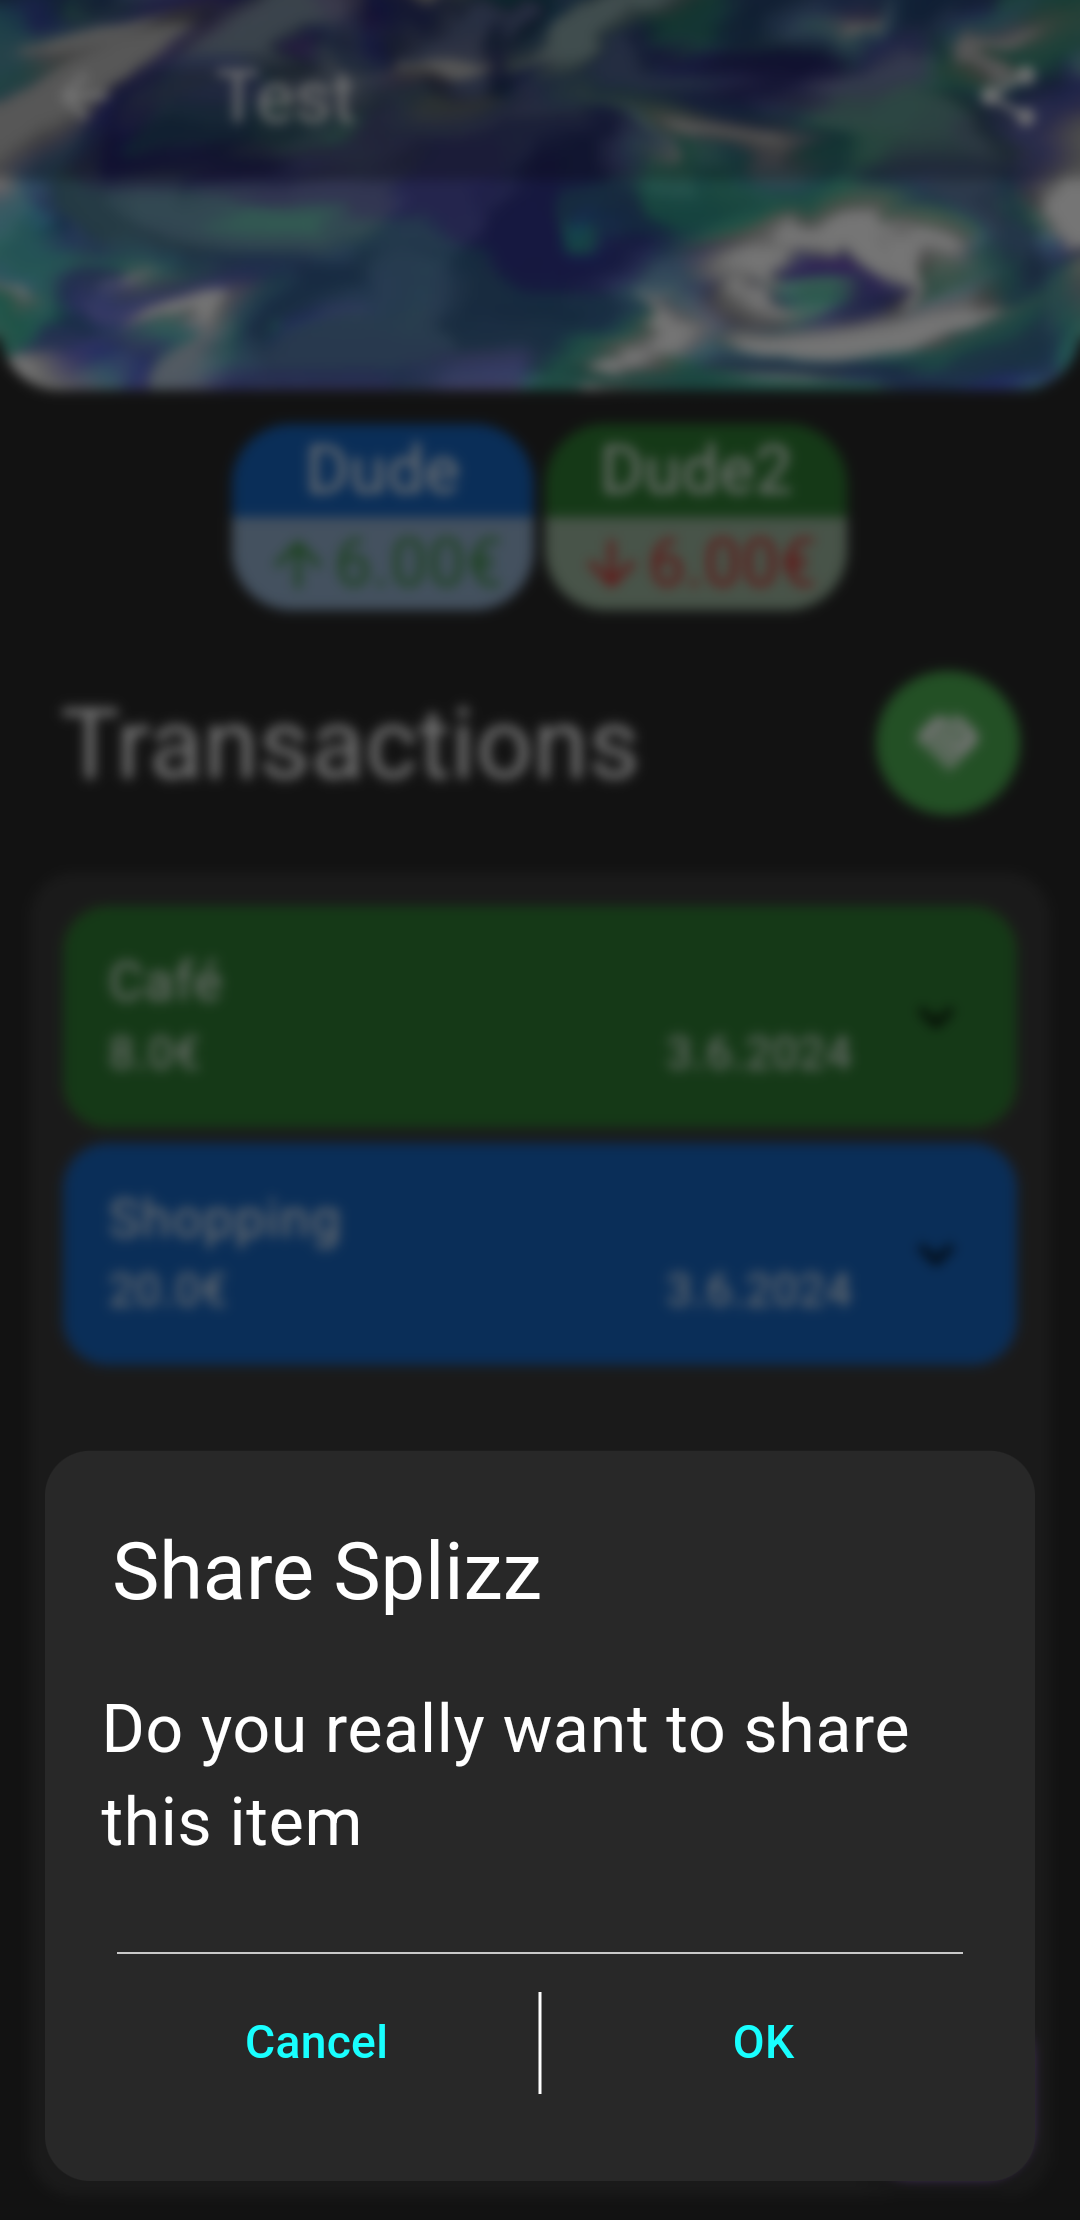 Test
Dude Dude2
↑6.00€ ↓6.00€
Transactions
Café
8.0€ 3.6.2024
Shopping
20.0€ 3.6.2024
Share Splizz
Do you really want to share
this item
Cancel OK